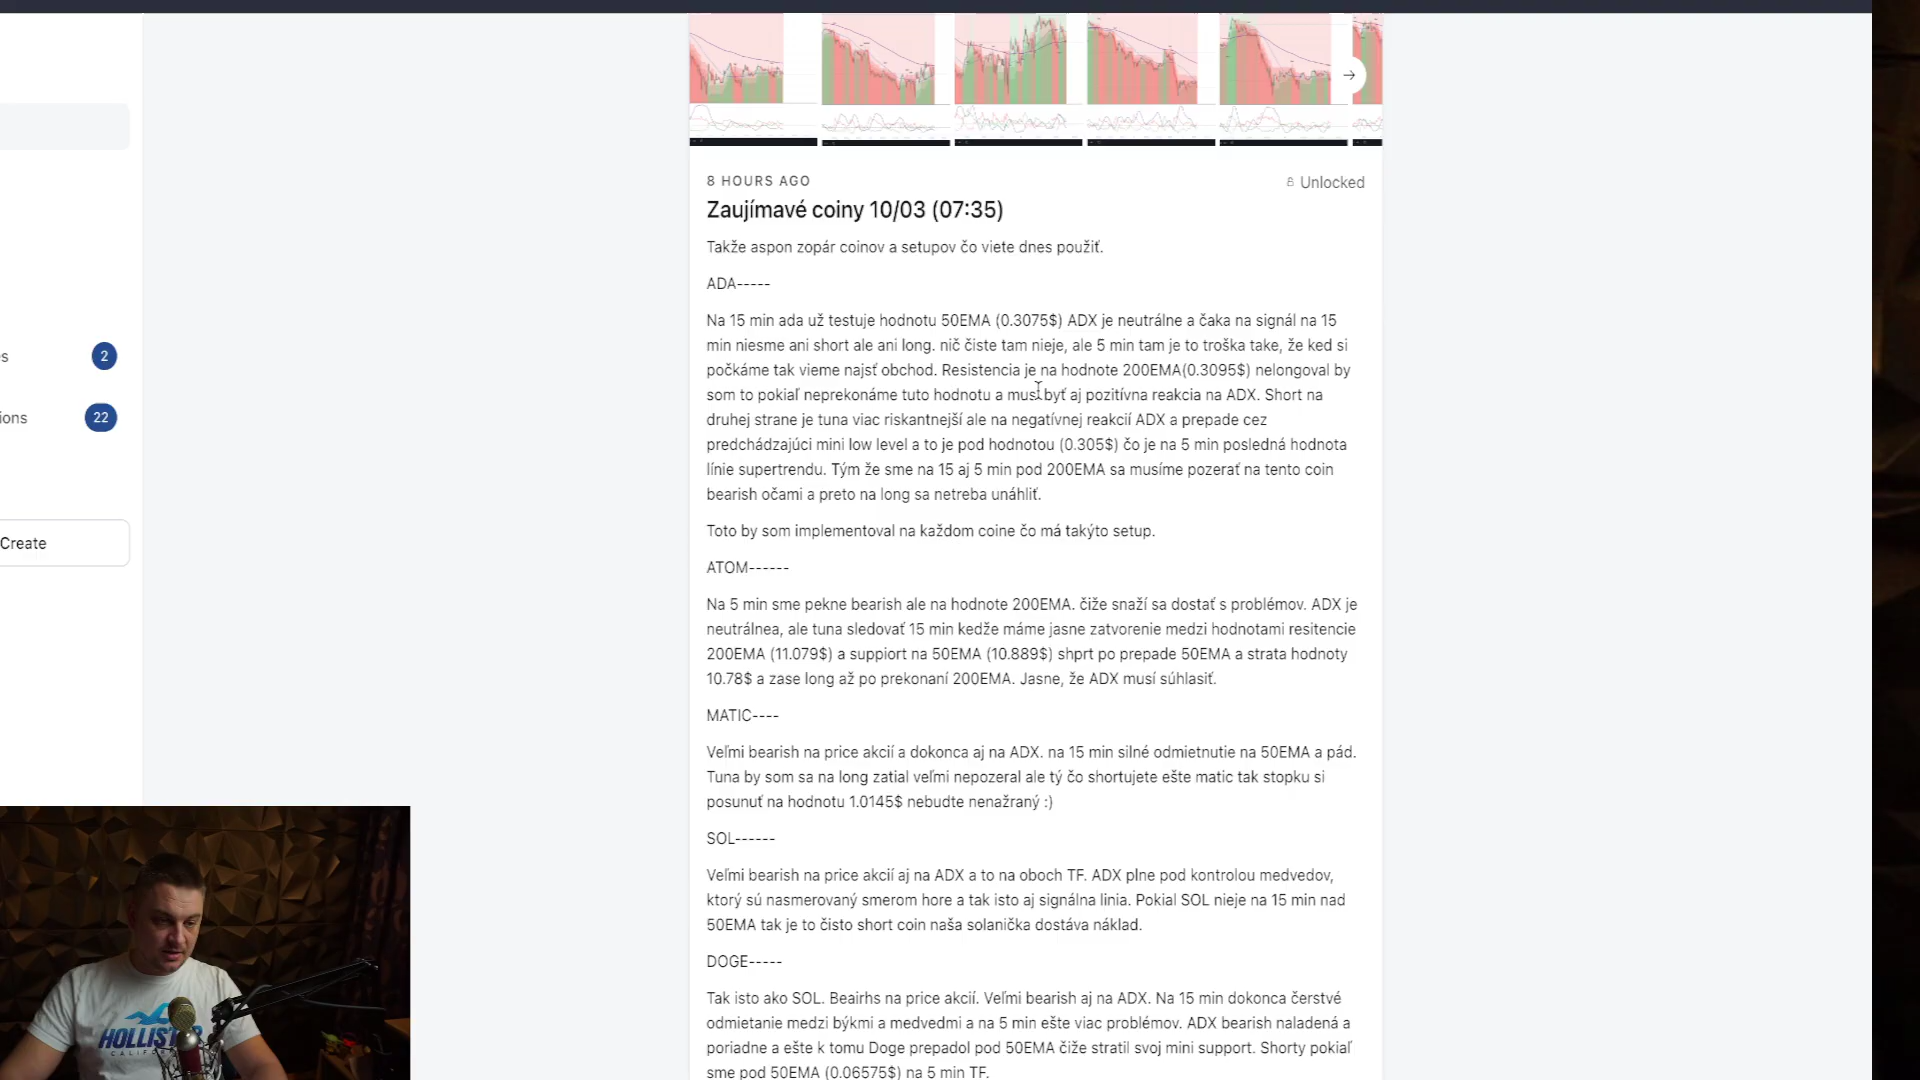 8 HOURS AGO
Unlocked
Zaujímavé coiny 10/03 (07:35)
Takže aspon zopár coinov a setupov čo viete dnes použiť.
ADA-----
Na 15 min ada už testuje hodnotu 50EMA (0.3075$) ADX je neutrálne a čaka na signál na 15
min niesme ani short ale ani long. nič čiste tam nieje, ale 5 min tam je to troška take, že ked si
počkáme tak vieme najsť obchod. Resistencia je na hodnote 200EMA(0.3095$) nelongoval by
som to pokiaľ neprekonáme tuto hodnotu a musí byť aj pozitívna reakcia na ADX. Short na
druhej strane je tuna viac riskantnejší ale na negatívnej reakcií ADX a prepade cez
predchádzajúci mini low level a to je pod hodnotou (0.305$) čo je na 5 min posledná hodnota
línie supertrendu. Tým že sme na 15 aj 5 min pod 200EMA sa musíme pozerať na tento coin
bearish očami a preto na long sa netreba unáhliť.
Toto by som implementoval na každom coine čo má takýto setup.
ATOM------
Na 5 min sme pekne bearish ale na hodnote 200EMA. čiže snaží sa dostať s problémov. ADX je
neutrálnea, ale tuna sledovať 15 min kedže máme jasne zatvorenie medzi hodnotami resitencie
200EMA (11.079$) a suppiort na 50EMA (10.889$) shprt po prepade 50EMA a strata hodnoty
10.78$ a zase long až po prekonaní 200EMA. Jasne, že ADX musí súhlasiť.
MATIC----
Veľmi bearish na price akcií a dokonca aj na ADX. na 15 min silné odmietnutie na 50EMA a pád.
Tuna by som sa na long zatial veľmi nepozeral ale tý čo shortujete ešte matic tak stopku si
posunuť na hodnotu 1.0145$ nebudte nenažraný :)
SOL------
Veľmi bearish na price akcií aj na ADX a to na oboch TF. ADX plne pod kontrolou medvedov,
ktorý sú nasmerovaný smerom hore a tak isto aj signálna linia. Pokial SOL nieje na 15 min nad
50EMA tak je to čisto short coin naša solanička dostáva náklad.
DOGE-----
Tak isto ako SOL. Beairhs na price akcií. Veľmi bearish aj na ADX. Na 15 min dokonca čerstvé
odmietanie medzi býkmi a medvedmi a na 5 min ešte viac problémov. ADX bearish naladená a
poriadne a ešte k tomu Doge prepadol pod 50EMA čiže stratil svoj mini support. Shorty pokiaľ
sme pod 50EMA (0.06575$) na 5 min TF.
s
2
ions
22
Create
HOLLIST
CALIFO